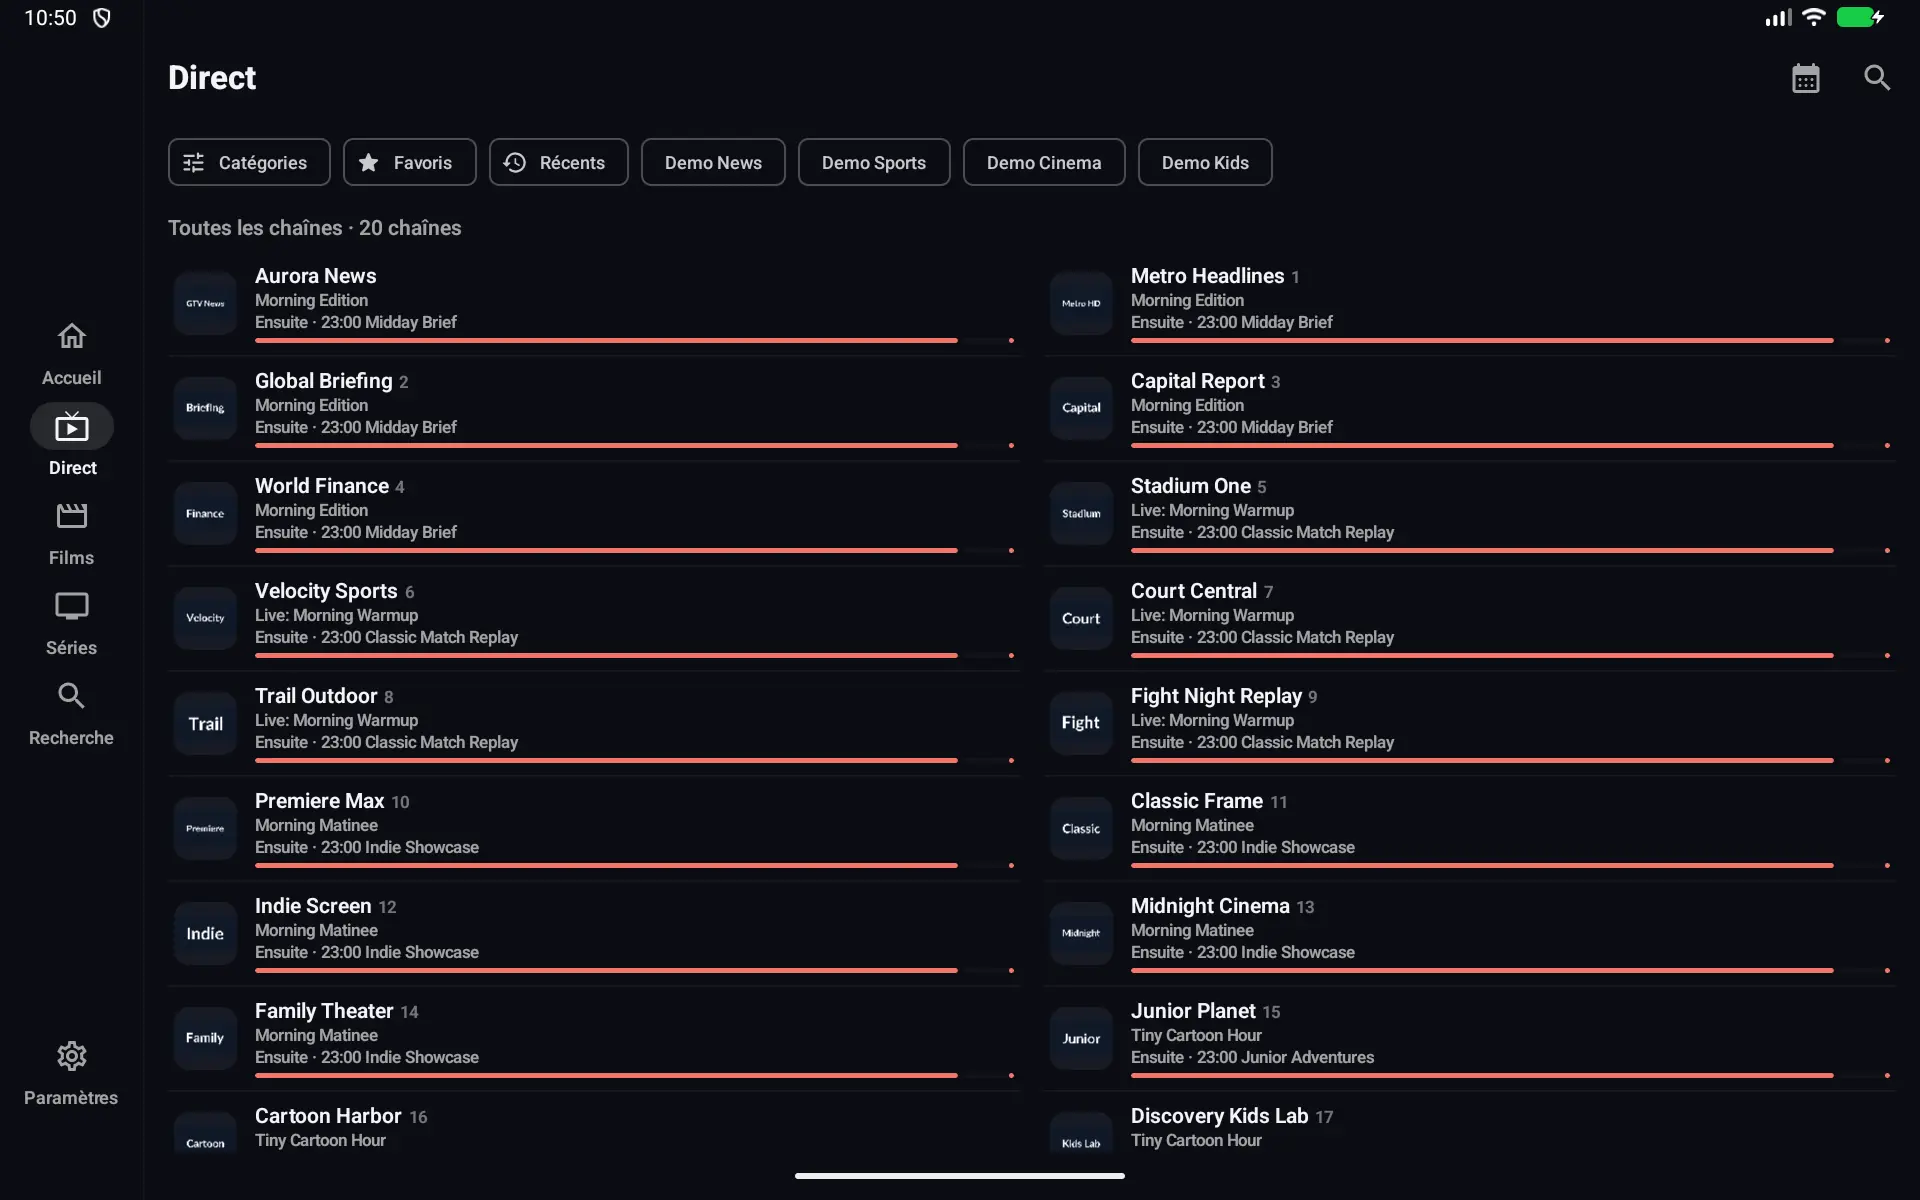 10:50
Direct
Catégories
Favoris
Récents
Demo News
Demo Sports
Demo Cinema
Demo Kids
Toutes les chaînes · 20 chaînes
GTV News
Aurora News
Morning Edition
Ensuite · 23:00 Midday Brief
Metro HD
Metro Headlines 1
Morning Edition
Ensuite · 23:00 Midday Brief
Briefing
Global Briefing 2
Morning Edition
Ensuite · 23:00 Midday Brief
Capital
Capital Report 3
Morning Edition
Ensuite · 23:00 Midday Brief
Finance
World Finance 4
Morning Edition
Ensuite · 23:00 Midday Brief
Stadium
Stadium One 5
Live: Morning Warmup
Ensuite · 23:00 Classic Match Replay
Velocity
Velocity Sports 6
Live: Morning Warmup
Ensuite · 23:00 Classic Match Replay
Court
Court Central 7
Live: Morning Warmup
Ensuite · 23:00 Classic Match Replay
Trail
Trail Outdoor 8
Live: Morning Warmup
Ensuite · 23:00 Classic Match Replay
Fight
Fight Night Replay 9
Live: Morning Warmup
Ensuite · 23:00 Classic Match Replay
Premiere
Premiere Max 10
Morning Matinee
Ensuite · 23:00 Indie Showcase
Classic
Classic Frame 11
Morning Matinee
Ensuite · 23:00 Indie Showcase
Indie
Indie Screen 12
Morning Matinee
Ensuite · 23:00 Indie Showcase
Midnight
Midnight Cinema 13
Morning Matinee
Ensuite · 23:00 Indie Showcase
Family
Family Theater 14
Morning Matinee
Ensuite · 23:00 Indie Showcase
Junior
Junior Planet 15
Tiny Cartoon Hour
Ensuite · 23:00 Junior Adventures
Cartoon
Cartoon Harbor 16
Tiny Cartoon Hour
Kids Lab
Discovery Kids Lab 17
Tiny Cartoon Hour
Accueil
Direct
Films
Séries
Recherche
Paramètres